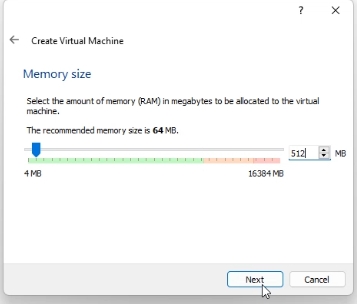 ?
Create Virtual Machine
Memory size
Select the amount of memory (RAM) in megabytes to be allocated to the virtual
machine.
The recommended memory size is 64 MB.
512 MB
4 MB 16384 MB
Next Cancel